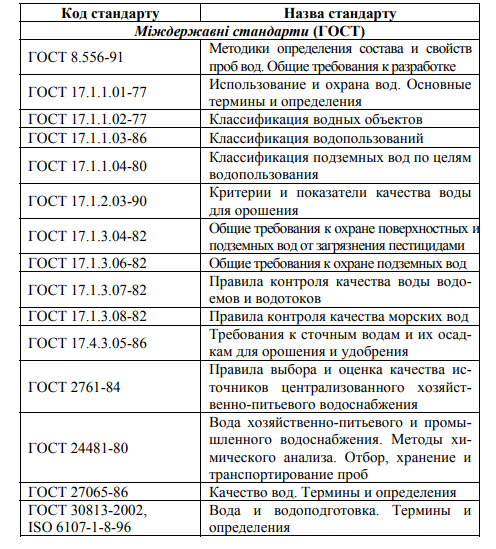 Код стандарту
Назва стандарту
Міждержавні стандарти (ГОСТ)
ГОСТ 8.556-91
Методики определения состава и свойств
проб вод. Общие требования к разработке
ГОСТ 17.1.1.01-77
Использование и охрана вод. Основные
термины и определения
ГОСТ 17.1.1.02-77
Классификация водных объектов
ГОСТ 17.1.1.03-86
Классификация водопользований
ГОСТ 17.1.1.04-80
Классификация подземных вод по целям
водопользования
ГОСТ 17.1.2.03-90
Критерии и показатели качества воды
для орошения
ГОСТ 17.1.3.04-82
Общие требования к охране поверхностных и
подземных вод от загрязнения пестицидами
ГОСТ 17.1.3.06-82
Общие требования к охране подземных вод
ГОСТ 17.1.3.07-82
Правила контроля качества воды водо-
емов и водотоков
ГОСТ 17.1.3.08-82
Правила контроля качества морских вод
ГОСТ 17.4.3.05-86
Требования к сточным водам и их осад-
кам для орошения и удобрения
ГОСТ 2761-84
Правила выбора и оценка качества ис-
точников централизованного хозяйст-
венно-питьевого водоснабжения
ГОСТ 24481-80
Вода хозяйственно-питьевого и промы-
шленного водоснабжения. Методы хи-
мического анализа. Отбор, хранение и
транспортирование проб
ГОСТ 27065-86
Качество вод. Термины и определения
ГОСТ 30813-2002,
ISO 6107-1-8-96
Вода и водоподготовка. Термины и
определения